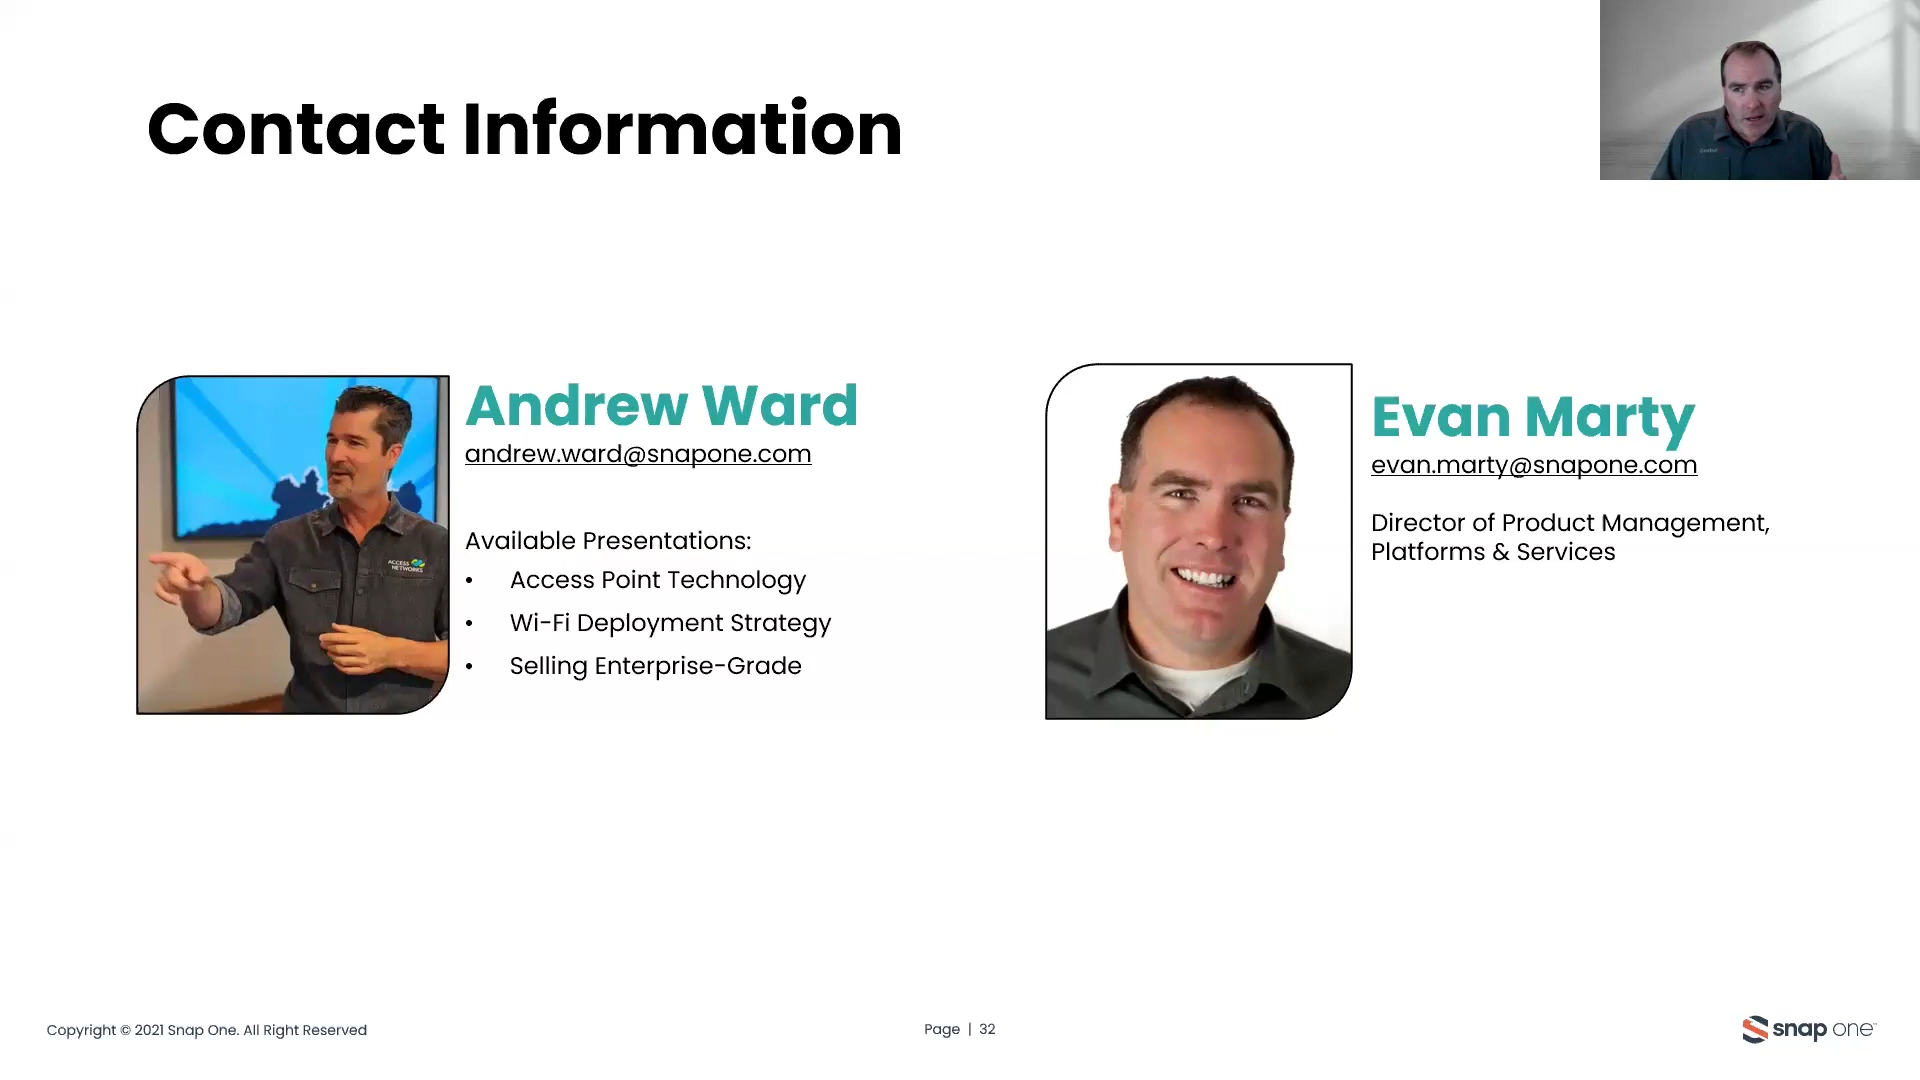 Contact Information
Andrew Ward
andrew.ward@snapone.com
Available Presentations:
• Access Point Technology
• Wi-Fi Deployment Strategy
• Selling Enterprise-Grade
ACCESS
NETWORKS
Evan Marty
evan.marty@snapone.com
Director of Product Management,
Platforms & Services
Copyright © 2021 Snap One. All Right Reserved
Page | 32
snap one